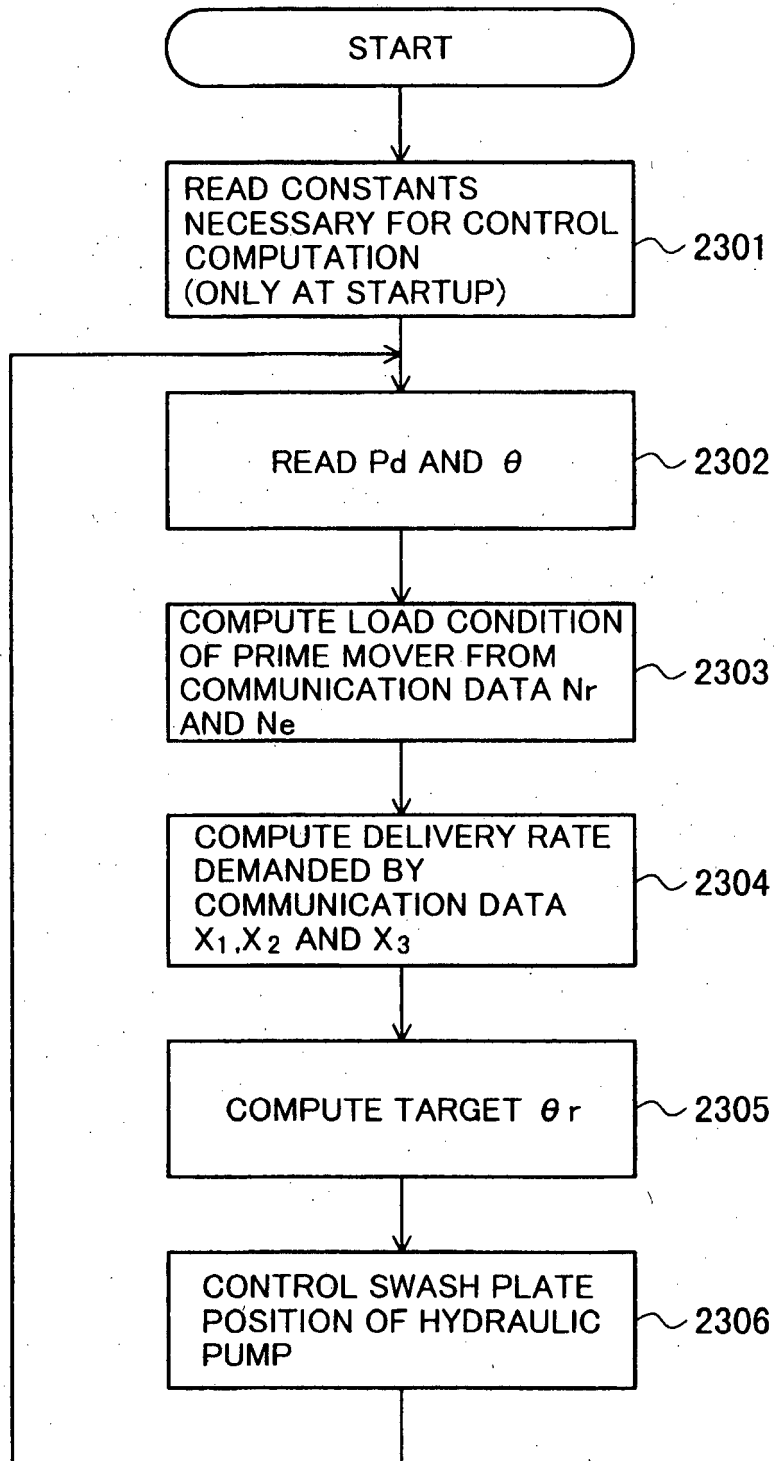 START
READ CONSTANTS
NECESSARY FOR CONTROL
COMPUTATION
(ONLY AT STARTUP)
2301
READ Pd AND θ
2302
COMPUTE LOAD CONDITION
OF PRIME MOVER FROM
COMMUNICATION DATA Nr
AND Ne
2303
COMPUTE DELIVERY RATE
DEMANDED BY
COMMUNICATION DATA
X₁,X₂ AND X₃
2304
COMPUTE TARGET θr
2305
CONTROL SWASH PLATE
POSITION OF HYDRAULIC
PUMP
2306